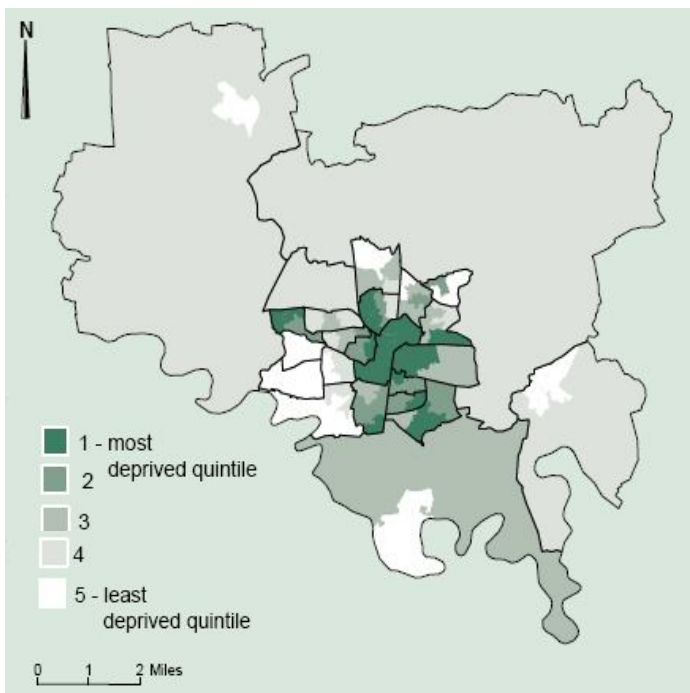 N
1 - most
deprived quintile
2
3
4
5 - least
deprived quintile
0 1 2 Miles